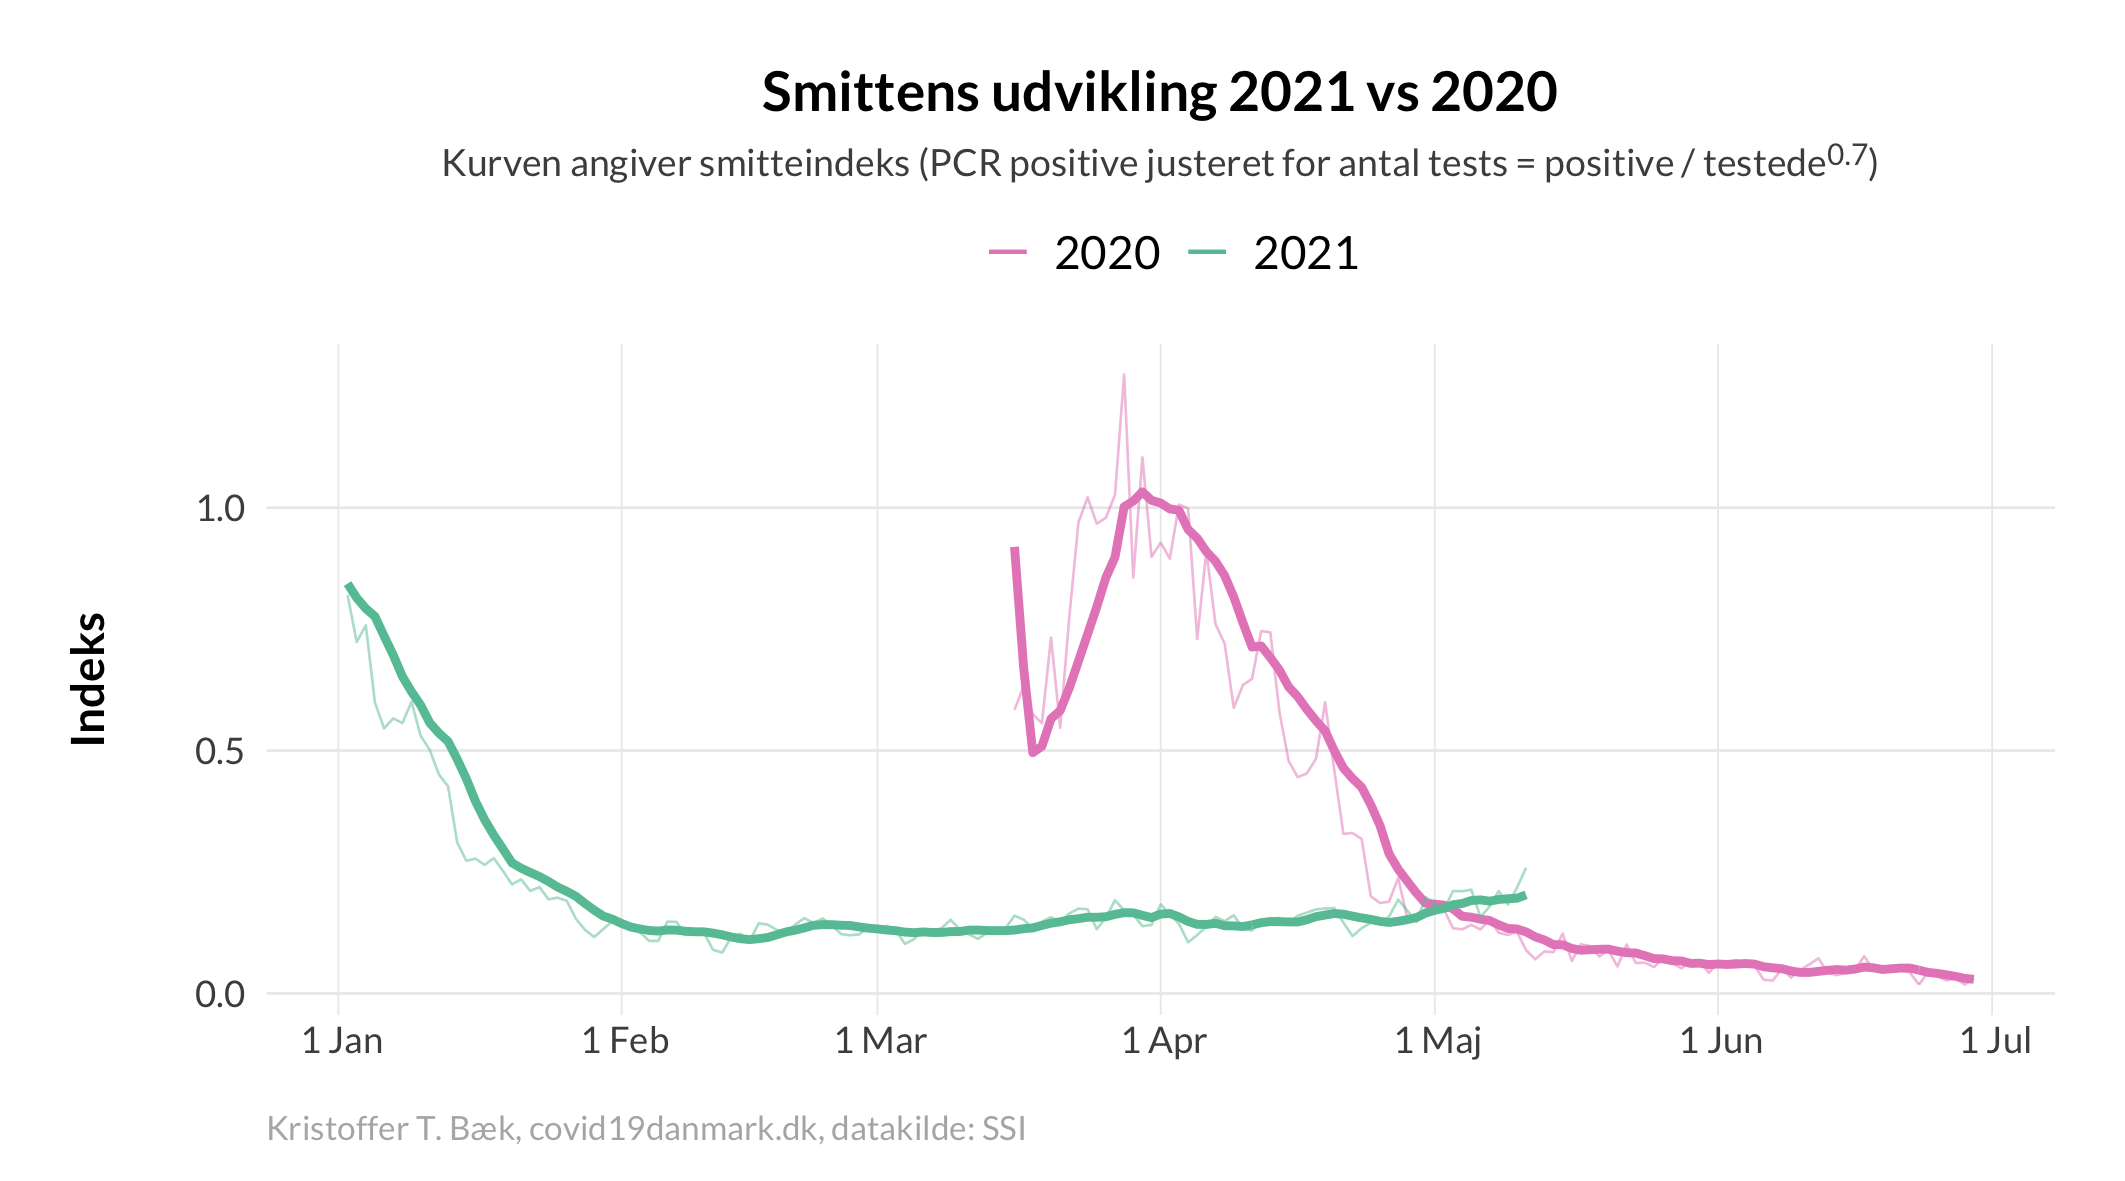 Smittens udvikling 2021 vs 2020
Kurven angiver smitteindeks (PCR positive justeret for antal tests = positive / testede^0.7)
2020 2021
Indeks
1.0
0.5
0.0
1 Jan 1 Feb 1 Mar 1 Apr 1 Maj 1 Jun 1 Jul
Kristoffer T. Bæk, covid19danmark.dk, datakilde: SSI